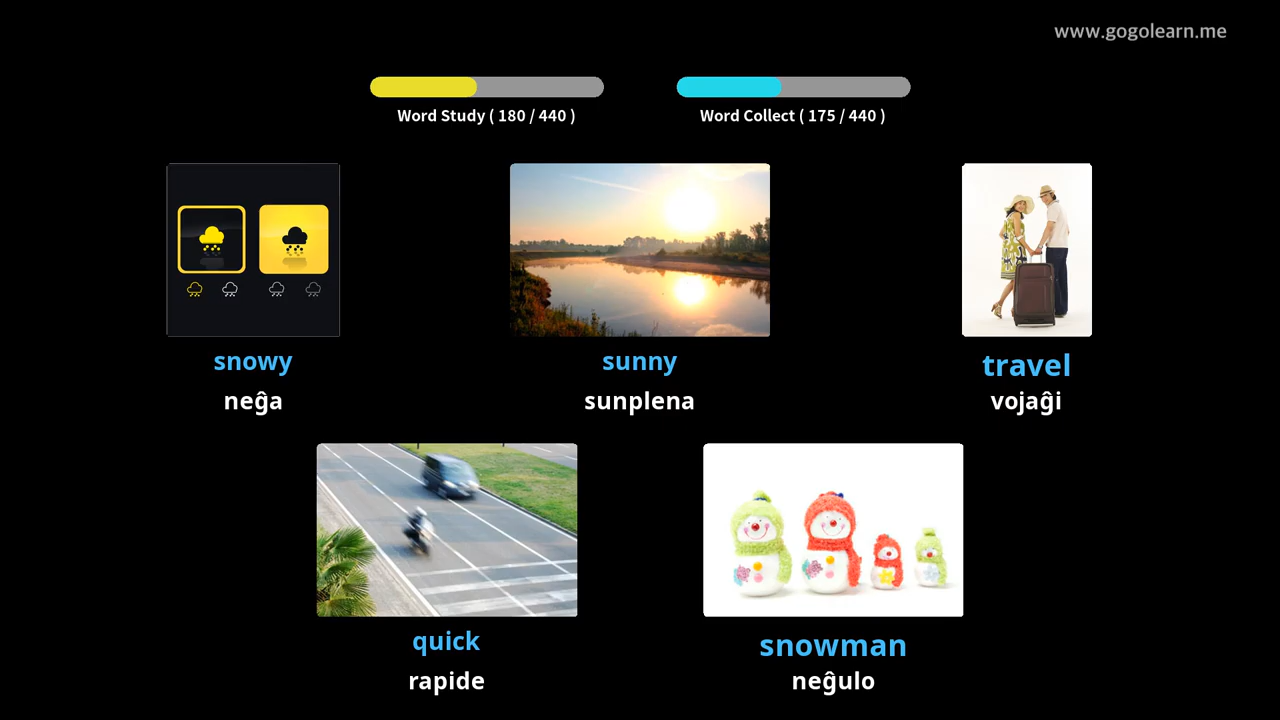 www.gogolearn.me
Word Study ( 180 / 440 )
Word Collect ( 175 / 440 )
snowy
neĝa
sunny
sunplena
travel
vojaĝi
quick
rapide
snowman
neĝulo